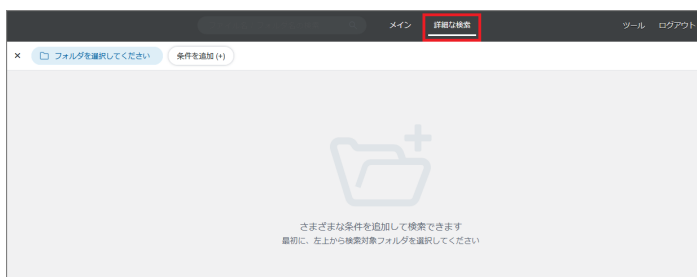 メイン 詳細な検索 ツール ログアウト
× フォルダを選択してください 条件を追加 (+)
さまざまな条件を追加して検索できます
最初に、左上から検索対象フォルダを選択してください